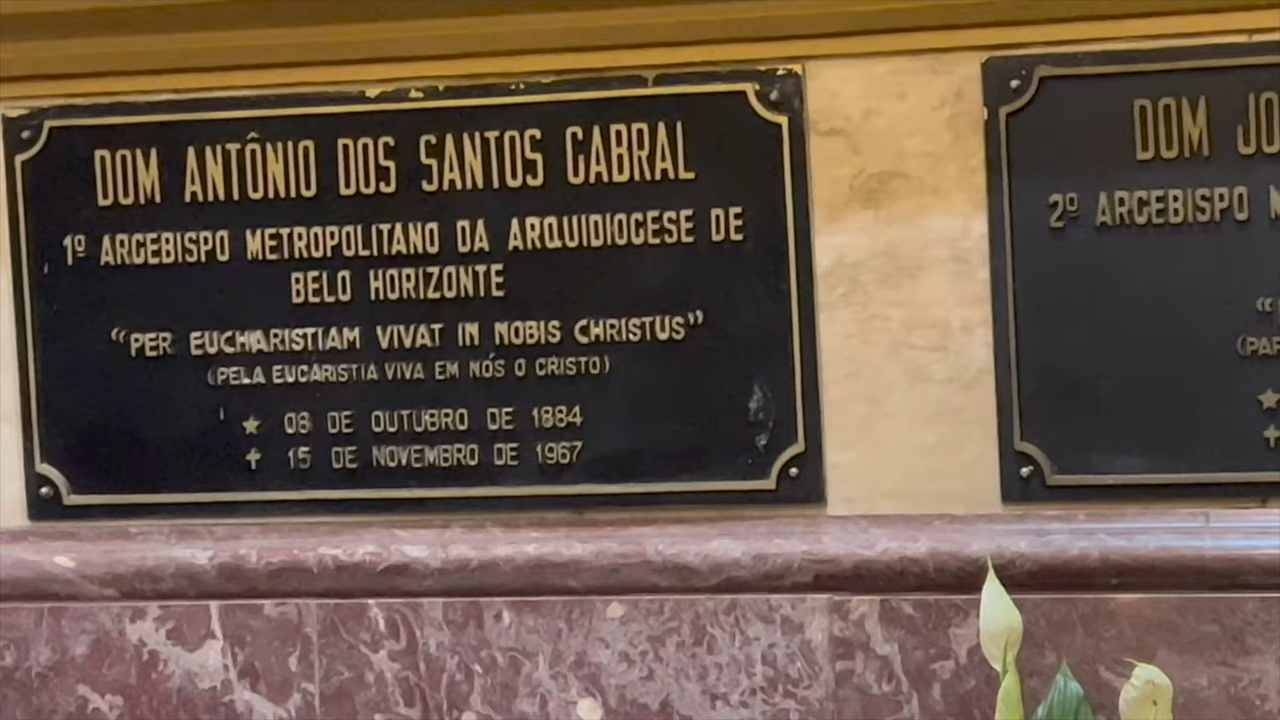 DOM ANTÔNIO DOS SANTOS CABRAL
1º ARCEBISPO METROPOLITANO DA ARQUIDIOCESE DE
BELO HORIZONTE
“PER EUCHARISTIAM VIVAT IN NOBIS CHRISTUS”
(PELA EUCARISTIA VIVA EM NÓS O CRISTO)
★ 08 DE OUTUBRO DE 1884
✝ 15 DE NOVEMBRO DE 1967
DOM
2º ARCEBISPO